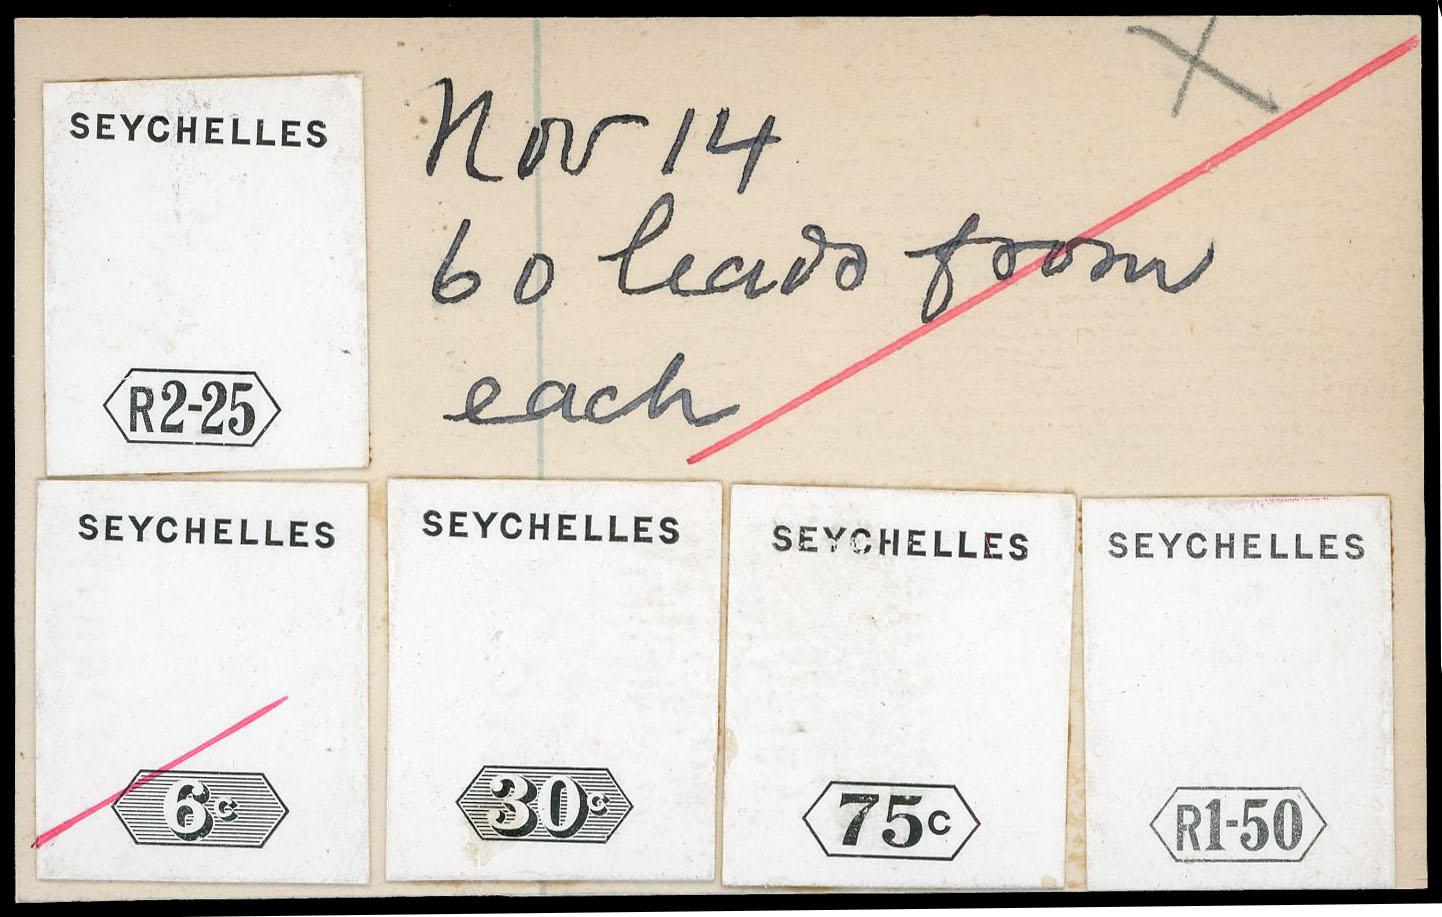 SEYCHELLES
R2-25
Nov 14
60 leads from
each
SEYCHELLES
6c
SEYCHELLES
30c
SEYCHELLES
75c
SEYCHELLES
R1-50